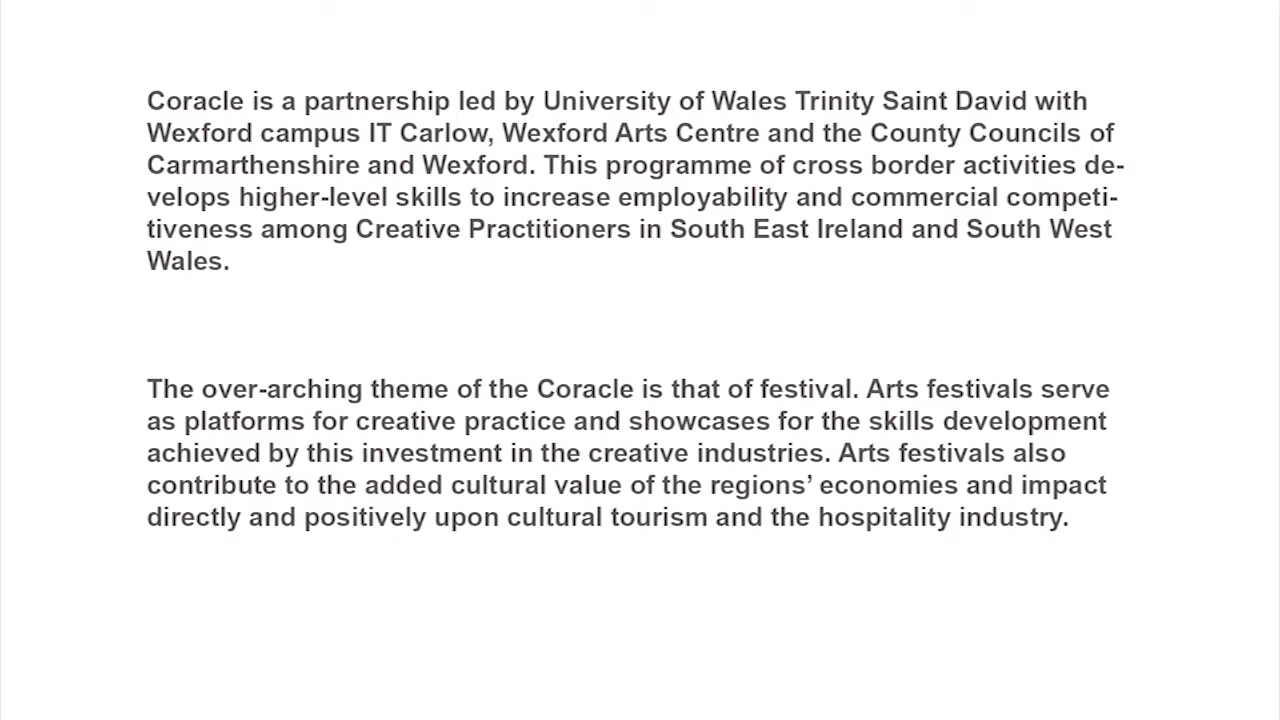 Coracle is a partnership led by University of Wales Trinity Saint David with
Wexford campus IT Carlow, Wexford Arts Centre and the County Councils of
Carmarthenshire and Wexford. This programme of cross border activities de-
velops higher-level skills to increase employability and commercial competi-
tiveness among Creative Practitioners in South East Ireland and South West
Wales.
The over-arching theme of the Coracle is that of festival. Arts festivals serve
as platforms for creative practice and showcases for the skills development
achieved by this investment in the creative industries. Arts festivals also
contribute to the added cultural value of the regions’ economies and impact
directly and positively upon cultural tourism and the hospitality industry.